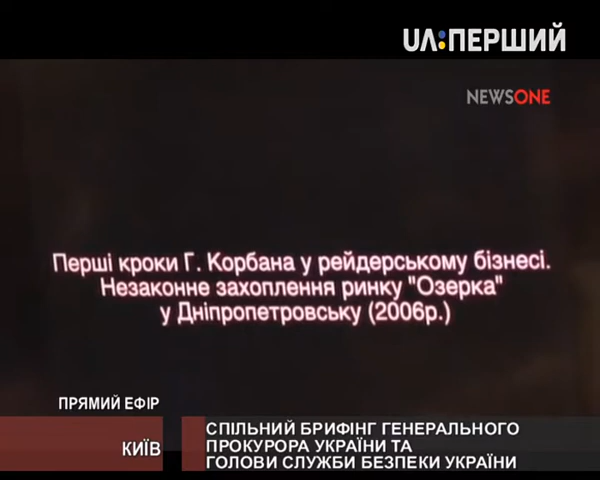 UA:ПЕРШИЙ
NEWSONE
Перші кроки Г. Корбана у рейдерському бізнесі.
Незаконне захоплення ринку "Озерка"
у Дніпропетровську (2006р.)
ПРЯМИЙ ЕФІР
КИЇВ
СПІЛЬНИЙ БРИФІНГ ГЕНЕРАЛЬНОГО
ПРОКУРОРА УКРАЇНИ ТА
ГОЛОВИ СЛУЖБИ БЕЗПЕКИ УКРАЇНИ